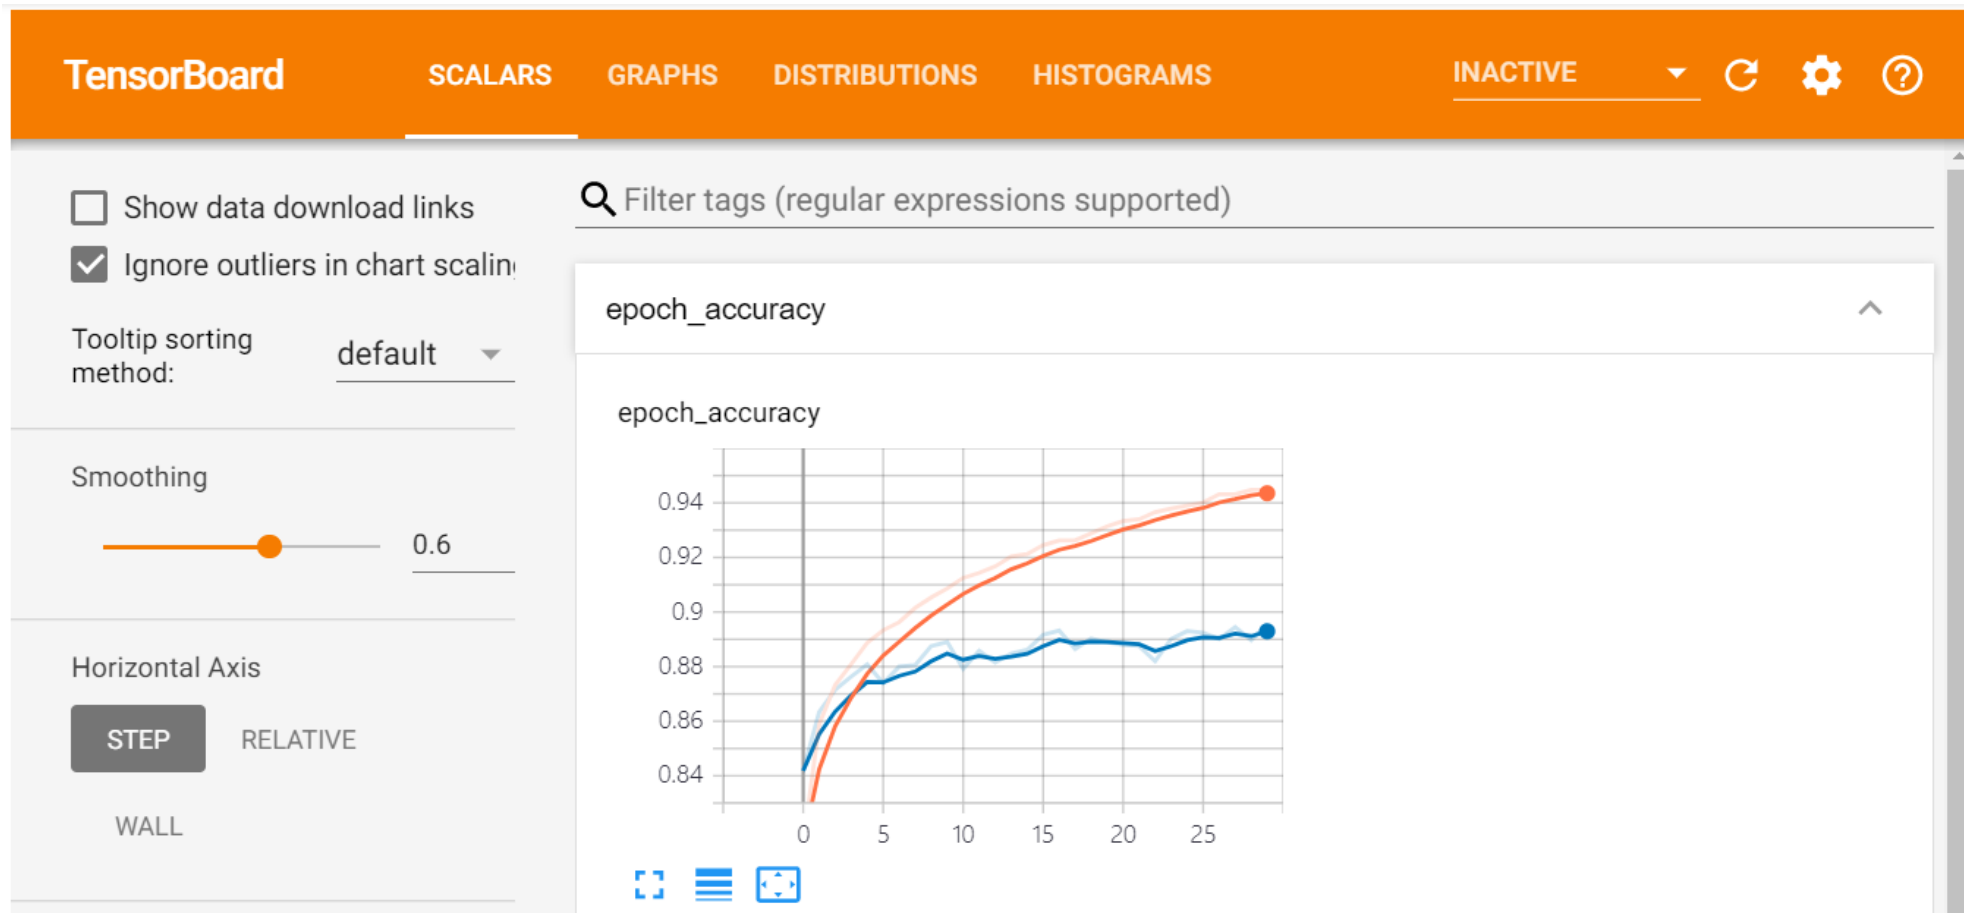 TensorBoard
SCALARS
GRAPHS
DISTRIBUTIONS
HISTOGRAMS
INACTIVE
Show data download links
Ignore outliers in chart scalin
Tooltip sorting
method:
default
Smoothing
0.6
Horizontal Axis
STEP
RELATIVE
WALL
Filter tags (regular expressions supported)
epoch_accuracy
epoch_accuracy
0.94
0.92
0.9
0.88
0.86
0.84
0 5 10 15 20 25